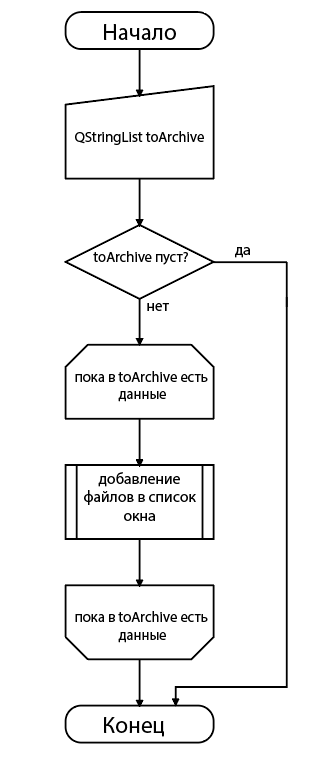 Начало
QStringList toArchive
toArchive пуст?
да
нет
пока в toArchive есть
данные
добавление
файлов в список
окна
пока в toArchive есть
данные
Конец